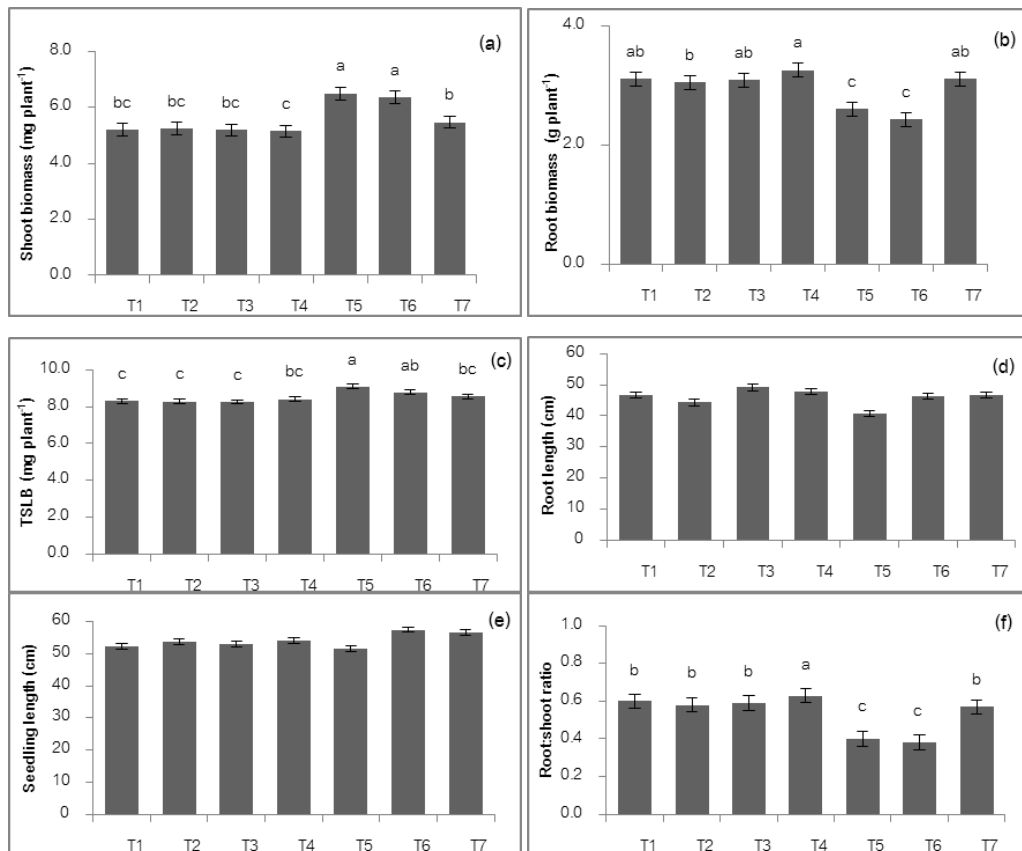 (a)
Shoot biomass (mg plant⁻¹)
8.0
6.0
4.0
2.0
0.0
bc bc bc c a a b
T1 T2 T3 T4 T5 T6 T7
(b)
Root biomass (g plant⁻¹)
4.0
2.0
0.0
ab b ab a c c ab
T1 T2 T3 T4 T5 T6 T7
(c)
TSLB (mg plant⁻¹)
10.0
8.0
6.0
4.0
2.0
0.0
c c c bc a ab bc
T1 T2 T3 T4 T5 T6 T7
(d)
Root length (cm)
60
50
40
30
20
10
0
T1 T2 T3 T4 T5 T6 T7
(e)
Seedling length (cm)
60
50
40
30
20
10
0
T1 T2 T3 T4 T5 T6 T7
(f)
Root:shoot ratio
1.0
0.8
0.6
0.4
0.2
0.0
b b b a c c b
T1 T2 T3 T4 T5 T6 T7